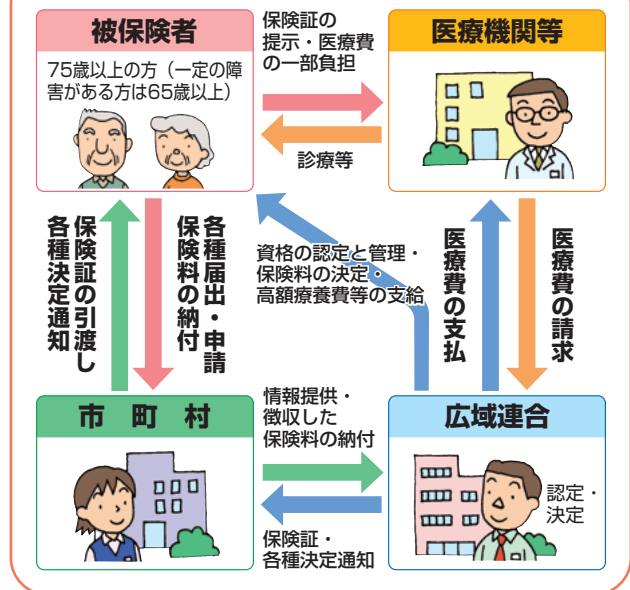 被保険者
75歳以上の方（一定の障
害がある方は65歳以上）
保険証の
提示・医療費
の一部負担
診療等
医療機関等
保険証の引渡し
各種決定通知
各種届出・申請
保険料の納付
資格の認定と管理・
保険料の決定・
高額療養費等の支給
医療費の支払
医療費の請求
市町村
情報提供・
徴収した
保険料の納付
保険証・
各種決定通知
広域連合
認定・
決定